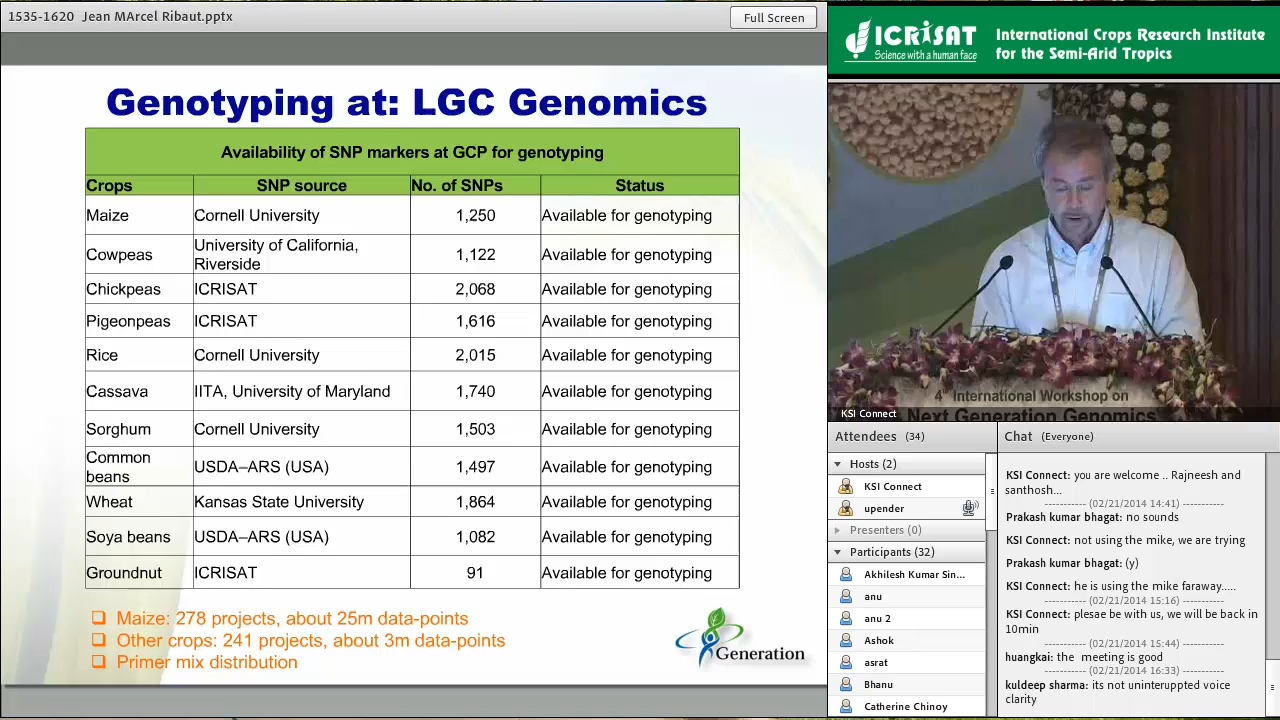 1535-1620 Jean MArcel Ribaut.pptx
Full Screen
Genotyping at: LGC Genomics
Availability of SNP markers at GCP for genotyping
Crops SNP source No. of SNPs Status
Maize Cornell University 1,250 Available for genotyping
Cowpeas University of California, Riverside 1,122 Available for genotyping
Chickpeas ICRISAT 2,068 Available for genotyping
Pigeonpeas ICRISAT 1,616 Available for genotyping
Rice Cornell University 2,015 Available for genotyping
Cassava IITA, University of Maryland 1,740 Available for genotyping
Sorghum Cornell University 1,503 Available for genotyping
Common beans USDA–ARS (USA) 1,497 Available for genotyping
Wheat Kansas State University 1,864 Available for genotyping
Soya beans USDA–ARS (USA) 1,082 Available for genotyping
Groundnut ICRISAT 91 Available for genotyping
Maize: 278 projects, about 25m data-points
Other crops: 241 projects, about 3m data-points
Primer mix distribution
Generation
ICRISAT
Science with a human face
International Crops Research Institute
for the Semi-Arid Tropics
4th International Workshop on
Next Generation Genomics
KSI Connect
Attendees (34)
Hosts (2)
KSI Connect
upender
Presenters (0)
Participants (32)
Akhilesh Kumar Sin...
anu
anu 2
Ashok
asrat
Bhanu
Catherine Chinoy
Chat (Everyone)
KSI Connect: you are welcome .. Rajneesh and
santhosh...
----------- (02/21/2014 14:41) -----------
Prakash kumar bhagat: no sounds
KSI Connect: not using the mike, we are trying
Prakash kumar bhagat: (y)
KSI Connect: he is using the mike faraway.....
----------- (02/21/2014 15:16) -----------
KSI Connect: plesae be with us, we will be back in
10min
----------- (02/21/2014 15:44) -----------
huangkai: the meeting is good
----------- (02/21/2014 16:33) -----------
kuldeep sharma: its not uninteruppted voice
clarity